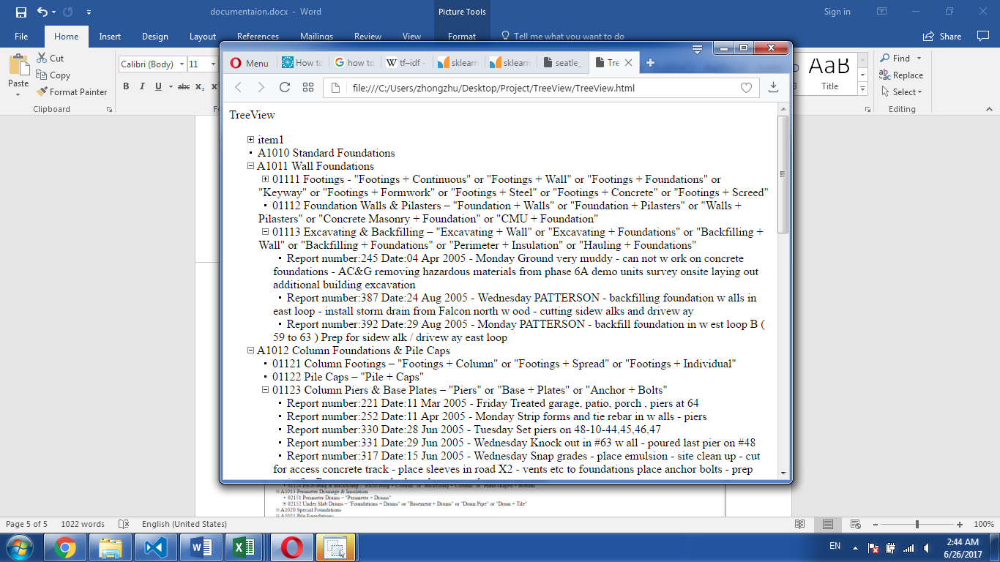 documentaion.docx - Word
Picture Tools
Sign in
File Home Insert Design Layout References Mailings Review View Format Tell me what you want to do Share
Paste
Cut
Copy
Format Painter
Clipboard
Calibri (Body) 11
B I U abc x₂
AaB
Title
Find
Replace
Select
Editing
Menu
How to
how to
tf–idf -
sklearn
sklearn
seatle_
Tre
file:///C:/Users/zhongzhu/Desktop/Project/TreeView/TreeView.html
TreeView
item1
A1010 Standard Foundations
A1011 Wall Foundations
01111 Footings - "Footings + Continuous" or "Footings + Wall" or "Footings + Foundations" or
"Keyway" or "Footings + Formwork" or "Footings + Steel" or "Footings + Concrete" or "Footings + Screed"
01112 Foundation Walls & Pilasters – "Foundation + Walls" or "Foundation + Pilasters" or "Walls +
Pilasters" or "Concrete Masonry + Foundation" or "CMU + Foundation"
01113 Excavating & Backfilling – "Excavating + Wall" or "Excavating + Foundations" or "Backfilling +
Wall" or "Backfilling + Foundations" or "Perimeter + Insulation" or "Hauling + Foundations"
Report number:245 Date:04 Apr 2005 - Monday Ground very muddy - can not w ork on concrete
foundations - AC&G removing hazardous materials from phase 6A demo units survey onsite laying out
additional building excavation
Report number:387 Date:24 Aug 2005 - Wednesday PATTERSON - backfilling foundation w alls in
east loop - install storm drain from Falcon north w ood - cutting sidew alks and drivew ay
Report number:392 Date:29 Aug 2005 - Monday PATTERSON - backfill foundation in w est loop B (
59 to 63 ) Prep for sidew alk / drivew ay east loop
A1012 Column Foundations & Pile Caps
01121 Column Footings – "Footings + Column" or "Footings + Spread" or "Footings + Individual"
01122 Pile Caps – "Pile + Caps"
01123 Column Piers & Base Plates – "Piers" or "Base + Plates" or "Anchor + Bolts"
Report number:221 Date:11 Mar 2005 - Friday Treated garage, patio, porch , piers at 64
Report number:252 Date:11 Apr 2005 - Monday Strip forms and tie rebar in w alls - piers
Report number:330 Date:28 Jun 2005 - Tuesday Set piers on 48-10-44,45,46,47
Report number:331 Date:29 Jun 2005 - Wednesday Knock out in #63 w all - poured last pier on #48
Report number:317 Date:15 Jun 2005 - Wednesday Snap grades - place emulsion - site clean up - cut
for access concrete track - place sleeves in road X2 - vents etc to foundations place anchor bolts - prep
A1013 Perimeter Drainage & Insulation
02151 Perimeter Drains – "Perimeter + Drains"
02152 Under Slab Drains – "Foundations + Drains" or "Basement + Drains" or "Drain Pipe" or "Drain + Tile"
A1020 Special Foundations
A1021 Pile Foundations
Page 5 of 5 1022 words English (United States) 100%
EN
2:44 AM
6/26/2017